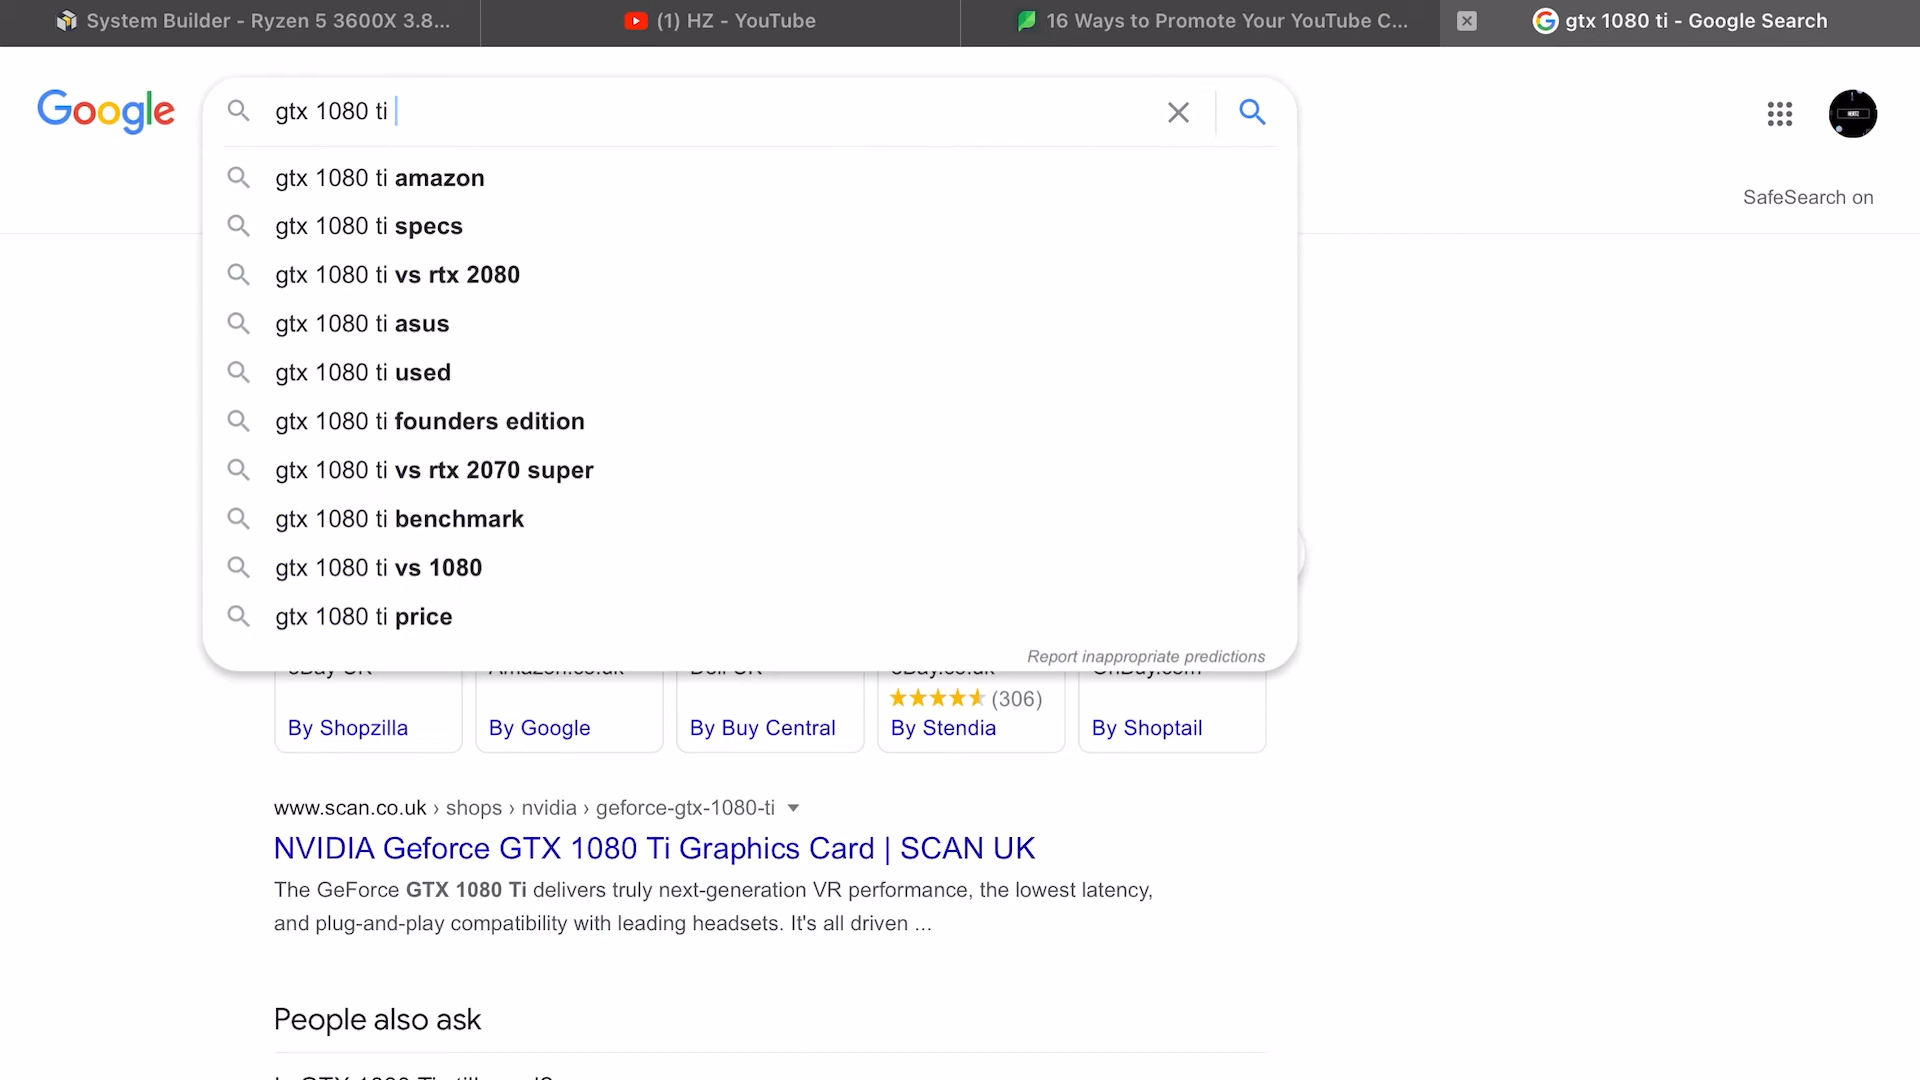 System Builder - Ryzen 5 3600X 3.8...
(1) HZ - YouTube
16 Ways to Promote Your YouTube C...
gtx 1080 ti - Google Search
Google
gtx 1080 ti
gtx 1080 ti amazon
gtx 1080 ti specs
gtx 1080 ti vs rtx 2080
gtx 1080 ti asus
gtx 1080 ti used
gtx 1080 ti founders edition
gtx 1080 ti vs rtx 2070 super
gtx 1080 ti benchmark
gtx 1080 ti vs 1080
gtx 1080 ti price
Report inappropriate predictions
SafeSearch on
(306)
By Shopzilla
By Google
By Buy Central
By Stendia
By Shoptail
www.scan.co.uk › shops › nvidia › geforce-gtx-1080-ti
NVIDIA Geforce GTX 1080 Ti Graphics Card | SCAN UK
The GeForce GTX 1080 Ti delivers truly next-generation VR performance, the lowest latency,
and plug-and-play compatibility with leading headsets. It's all driven ...
People also ask